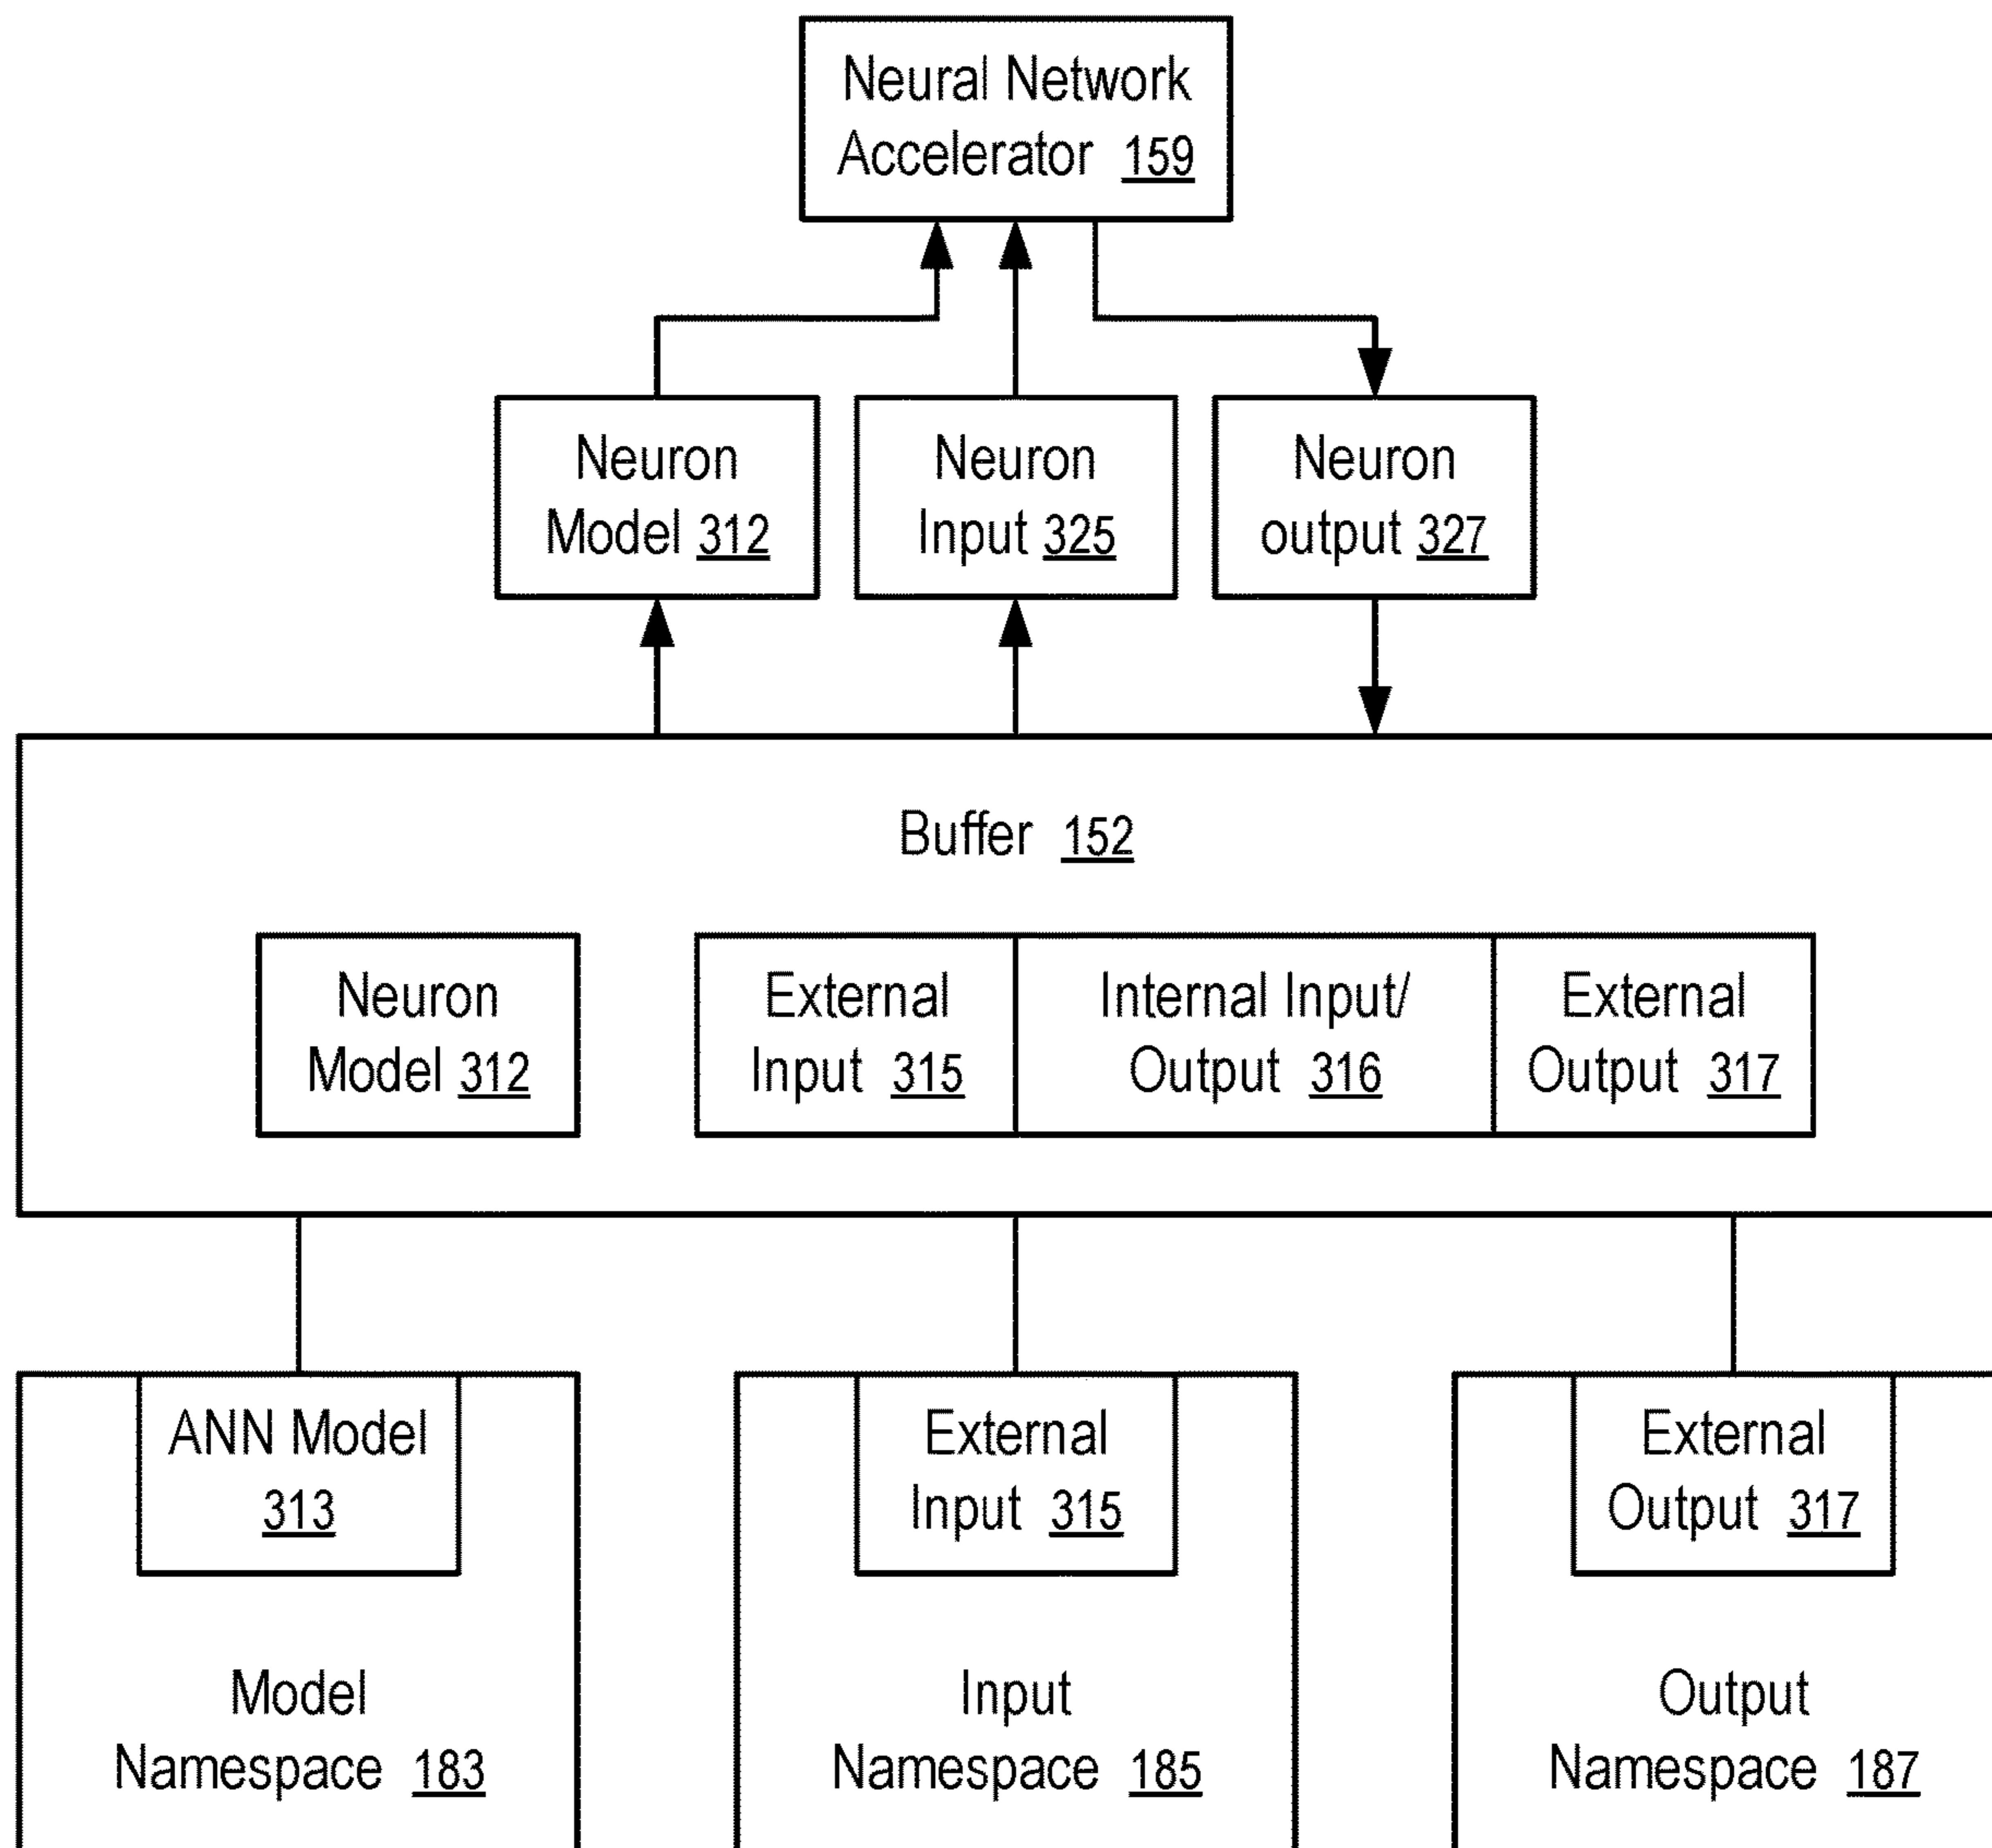 Neural Network
Accelerator 159
Neuron
Model 312
Neuron
Input 325
Neuron
output 327
Buffer 152
Neuron
Model 312
External
Input 315
Internal Input/
Output 316
External
Output 317
ANN Model
313
External
Input 315
External
Output 317
Model
Namespace 183
Input
Namespace 185
Output
Namespace 187